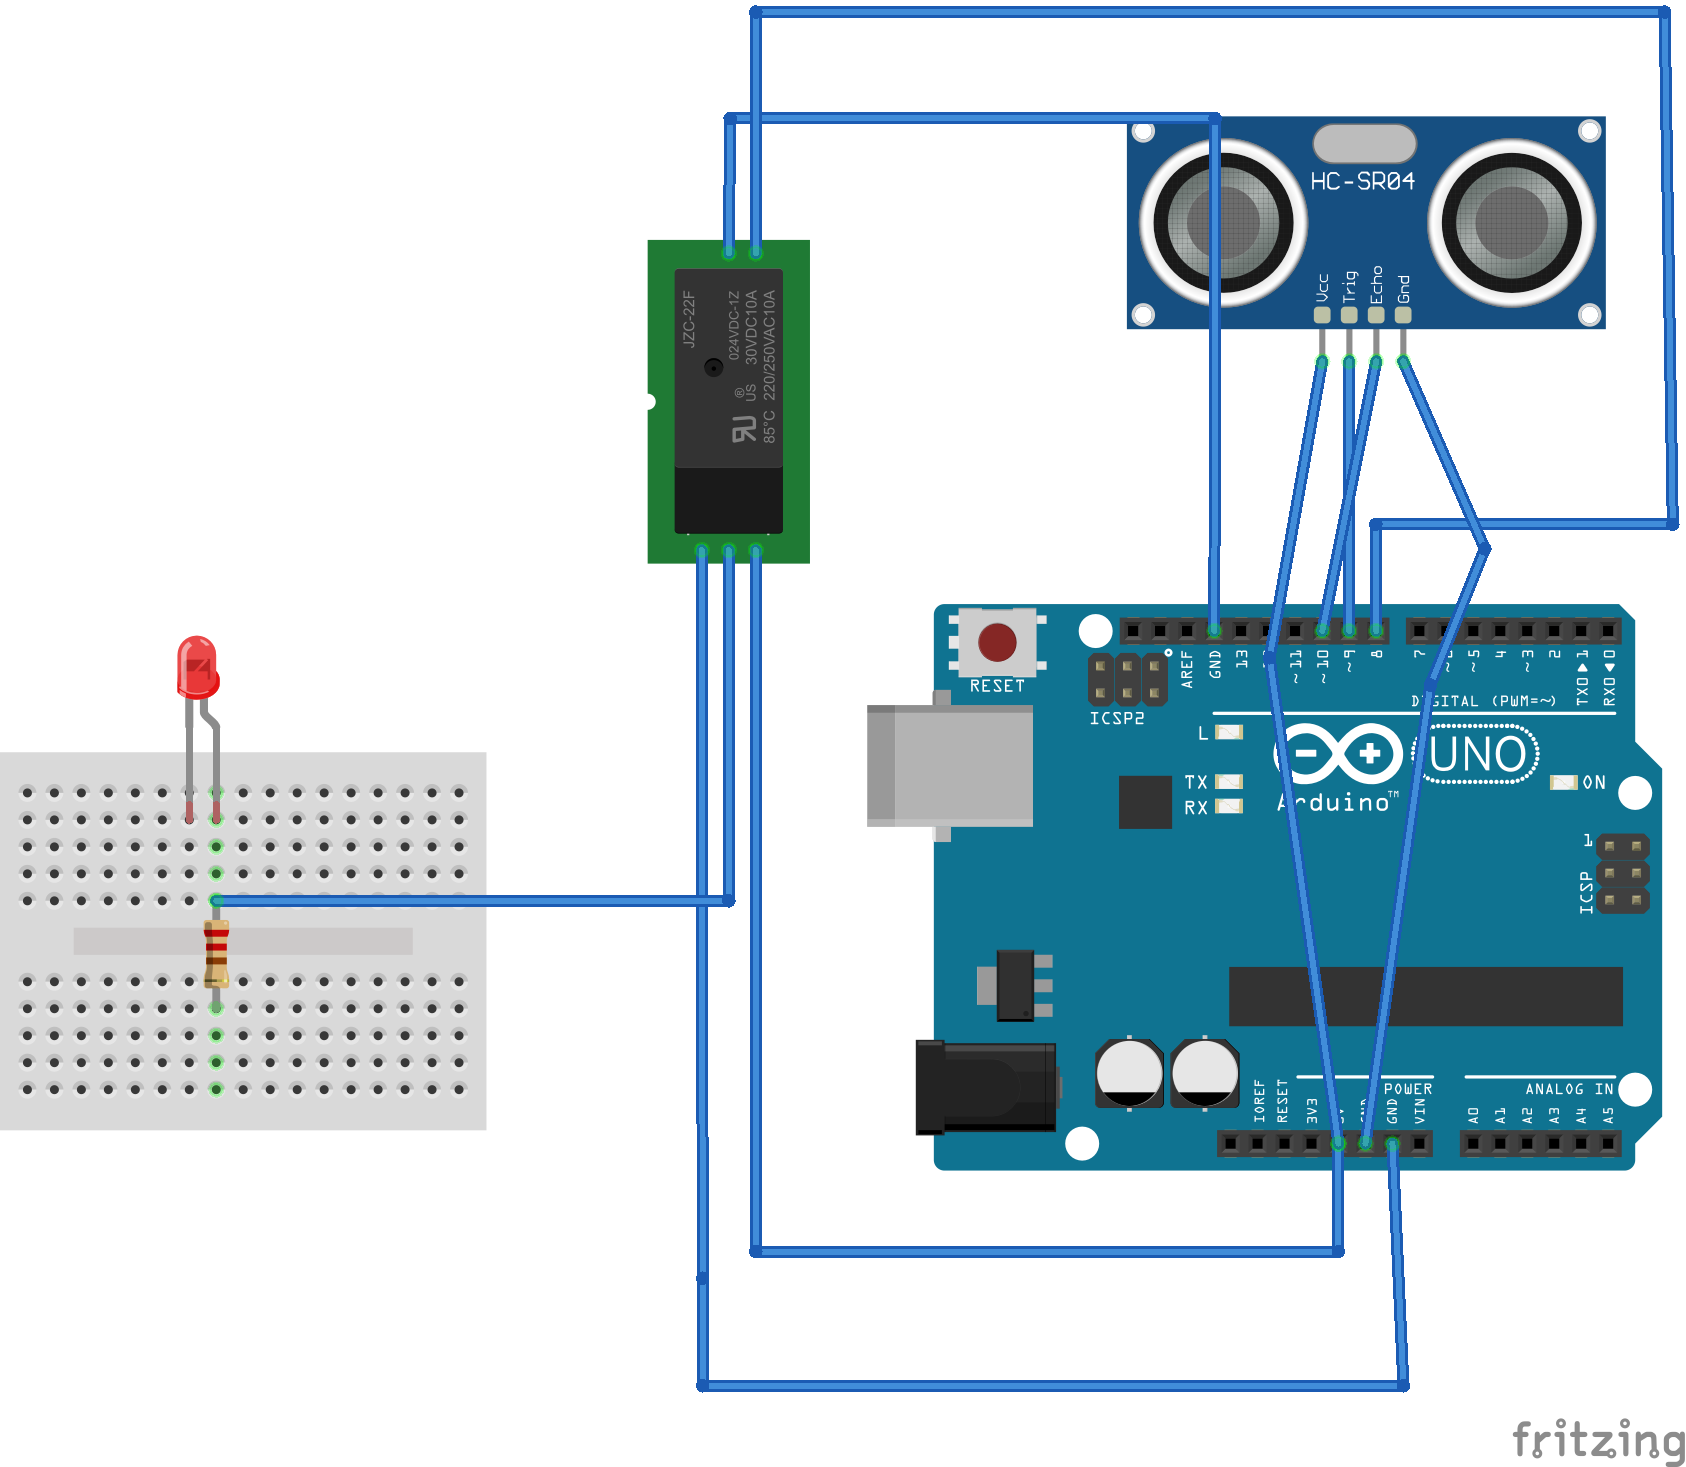 HC-SR04
Vcc
Trig
Echo
Gnd
JZC-22F
024VDC-1Z
30VDC10A
220/250VAC10A
85°C
US
®
RESET
ICSP2
AREF
GND
13
~11
~10
~9
8
7
~5
4
~3
2
TX0▶1
RX0◀0
DIGITAL (PWM=~)
L
TX
RX
Arduino™
UNO
ON
1
ICSP
POWER
ANALOG IN
IOREF
RESET
3V3
GND
VIN
A0
A1
A2
A3
A4
A5
fritzing